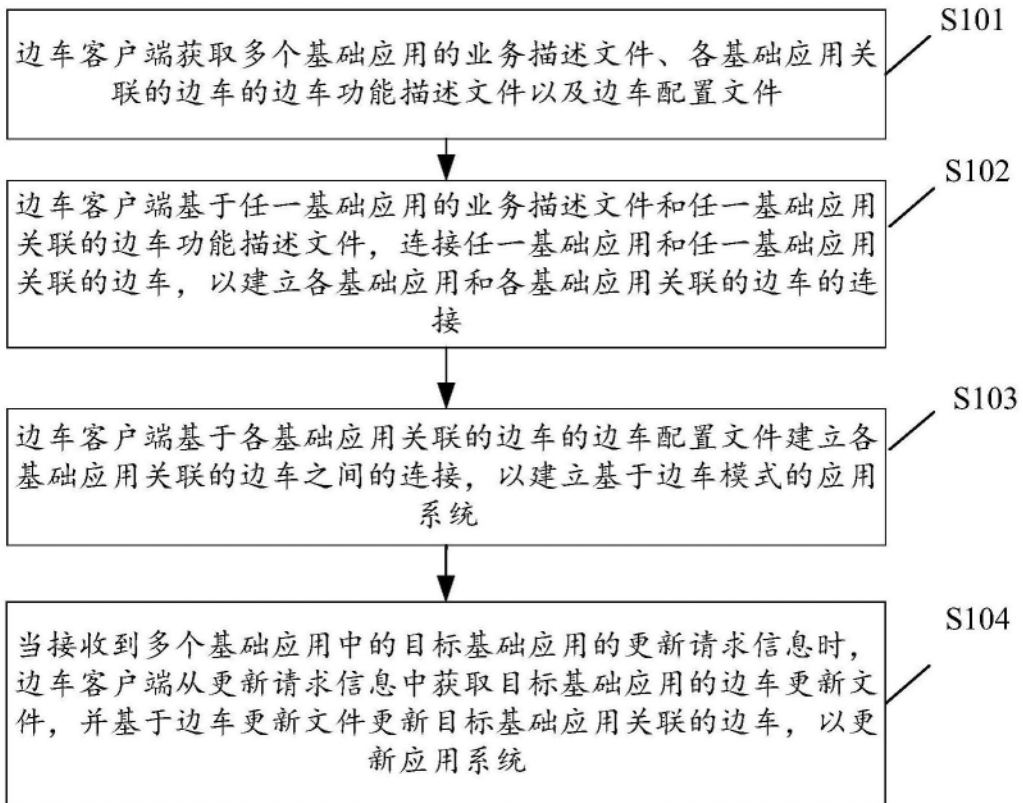 S101
边车客户端获取多个基础应用的业务描述文件、各基础应用关
联的边车的边车功能描述文件以及边车配置文件
S102
边车客户端基于任一基础应用的业务描述文件和任一基础应用
关联的边车功能描述文件，连接任一基础应用和任一基础应用
关联的边车，以建立各基础应用和各基础应用关联的边车的连
接
S103
边车客户端基于各基础应用关联的边车的边车配置文件建立各
基础应用关联的边车之间的连接，以建立基于边车模式的应用
系统
S104
当接收到多个基础应用中的目标基础应用的更新请求信息时，
边车客户端从更新请求信息中获取目标基础应用的边车更新文
件，并基于边车更新文件更新目标基础应用关联的边车，以更
新应用系统